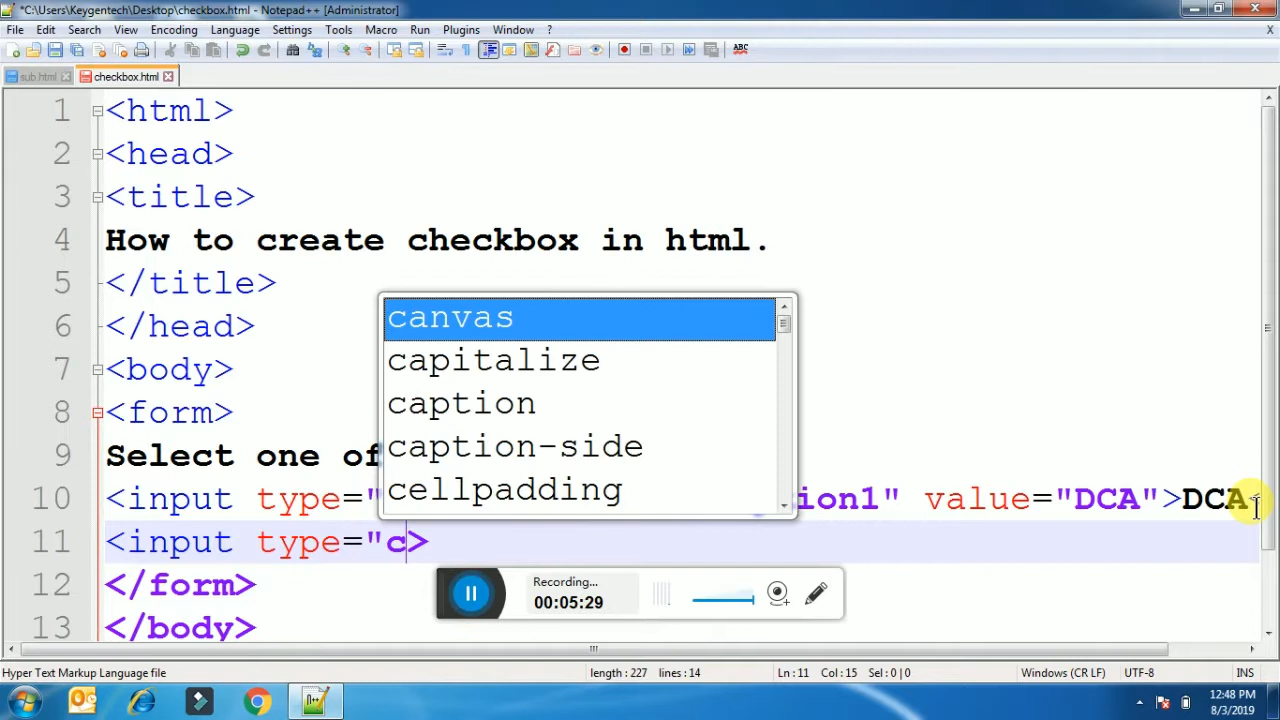 *C:\Users\Keygentech\Desktop\checkbox.html - Notepad++ [Administrator]
File Edit Search View Encoding Language Settings Tools Macro Run Plugins Window ? X
sub.html checkbox.html
1 <html>
2 <head>
3 <title>
4 How to create checkbox in html.
5 </title>
6 </head>
7 <body>
8 <form>
9 Select one of
10 <input type=" tion1" value="DCA">DCA<
11 <input type="c>
12 </form>
13 </body>
canvas
capitalize
caption
caption-side
cellpadding
Recording...
00:05:29
Hyper Text Markup Language file length : 227 lines : 14 Ln : 11 Col : 15 Sel : 0 | 0 Windows (CR LF) UTF-8 INS
12:48 PM
8/3/2019